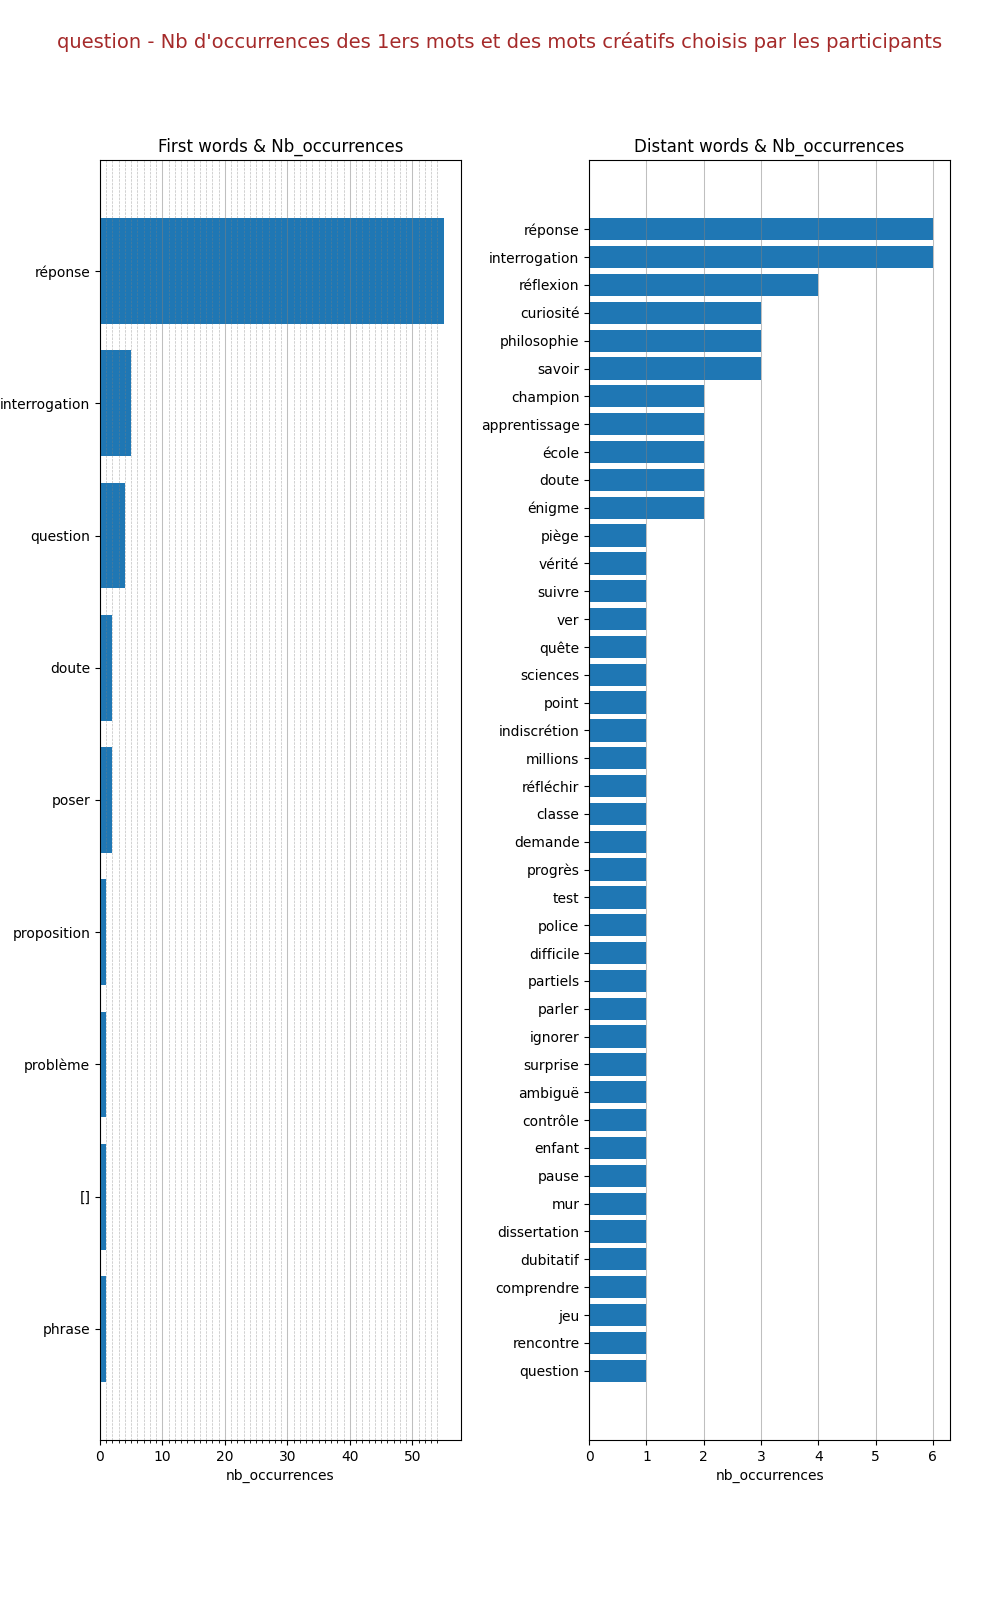 question - Nb d'occurrences des 1ers mots et des mots créatifs choisis par les participants
First words & Nb_occurrences
réponse
interrogation
question
doute
poser
proposition
problème
[]
phrase
0 10 20 30 40 50
nb_occurrences
Distant words & Nb_occurrences
réponse
interrogation
réflexion
curiosité
philosophie
savoir
champion
apprentissage
école
doute
énigme
piège
vérité
suivre
ver
quête
sciences
point
indiscrétion
millions
réfléchir
classe
demande
progrès
test
police
difficile
partiels
parler
ignorer
surprise
ambiguë
contrôle
enfant
pause
mur
dissertation
dubitatif
comprendre
jeu
rencontre
question
0 1 2 3 4 5 6
nb_occurrences